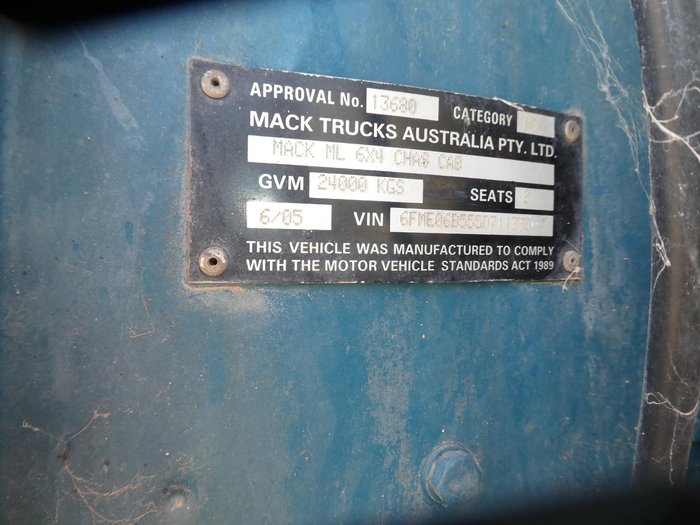 APPROVAL No. 13680 CATEGORY
MACK TRUCKS AUSTRALIA PTY. LTD.
MACK ML 6X4 CHAS CAB
GVM 24000 KGS SEATS 2
6/05 VIN
THIS VEHICLE WAS MANUFACTURED TO COMPLY
WITH THE MOTOR VEHICLE STANDARDS ACT 1989